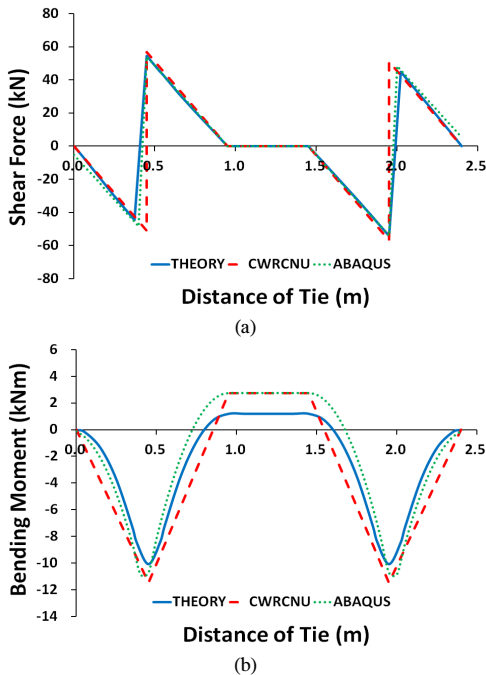 80
60
40
20
0
-20
-40
-60
-80
Shear Force (kN)
0.0 0.5 1.0 1.5 2.0 2.5
THEORY CWRCNU ABAQUS
Distance of Tie (m)
(a)
6
4
2
0
-2
-4
-6
-8
-10
-12
-14
Bending Moment (kNm)
0.0 0.5 1.0 1.5 2.0 2.5
THEORY CWRCNU ABAQUS
Distance of Tie (m)
(b)